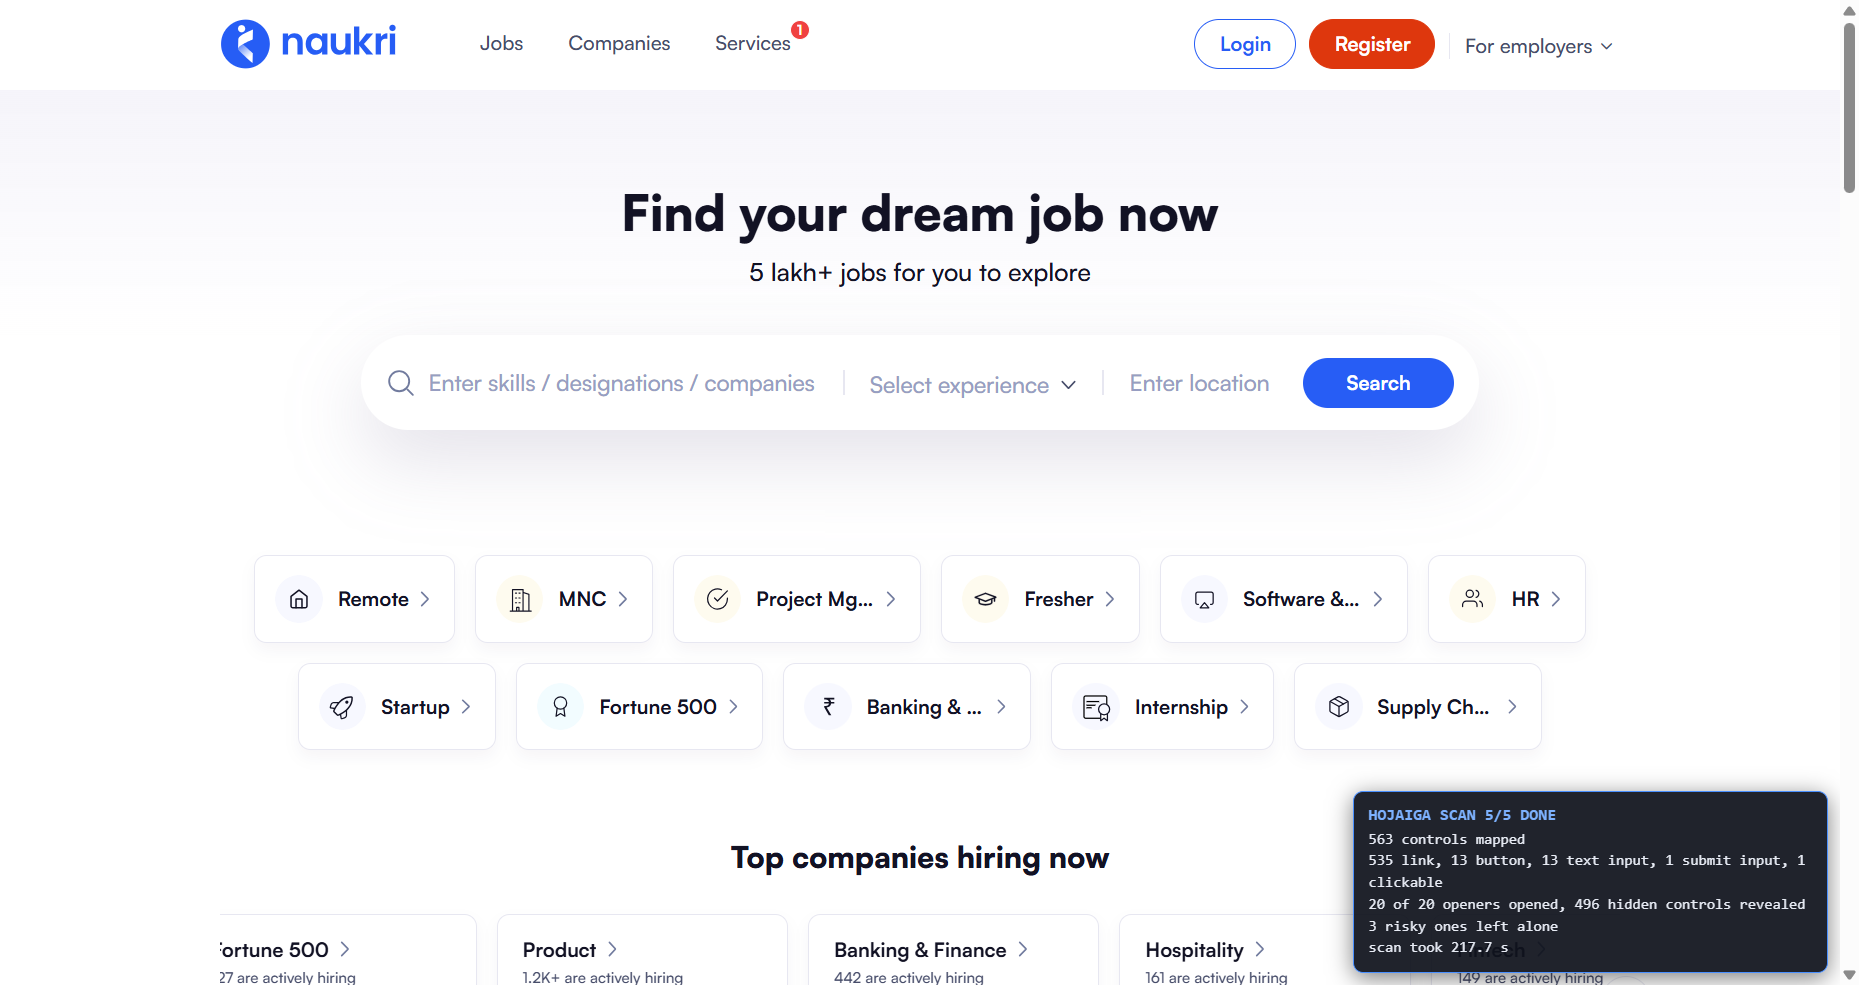 naukri
Jobs
Companies
Services
1
Login
Register
For employers
Find your dream job now
5 lakh+ jobs for you to explore
Enter skills / designations / companies
Select experience
Enter location
Search
Remote
MNC
Project Mg...
Fresher
Software &...
HR
Startup
Fortune 500
Banking & ...
Internship
Supply Ch...
Top companies hiring now
Fortune 500
27 are actively hiring
Product
1.2K+ are actively hiring
Banking & Finance
442 are actively hiring
Hospitality
161 are actively hiring
Fintech
149 are actively hiring
HOJAIGA SCAN 5/5 DONE
563 controls mapped
535 link, 13 button, 13 text input, 1 submit input, 1
clickable
20 of 20 openers opened, 496 hidden controls revealed
3 risky ones left alone
scan took 217.7 s